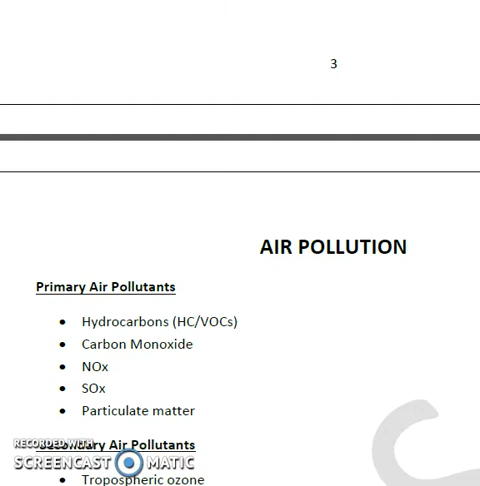 3
AIR POLLUTION
Primary Air Pollutants
Hydrocarbons (HC/VOCs)
Carbon Monoxide
NOx
SOx
Particulate matter
RECORDED WITH
Secondary Air Pollutants
SCREENCAST MATIC
Tropospheric ozone